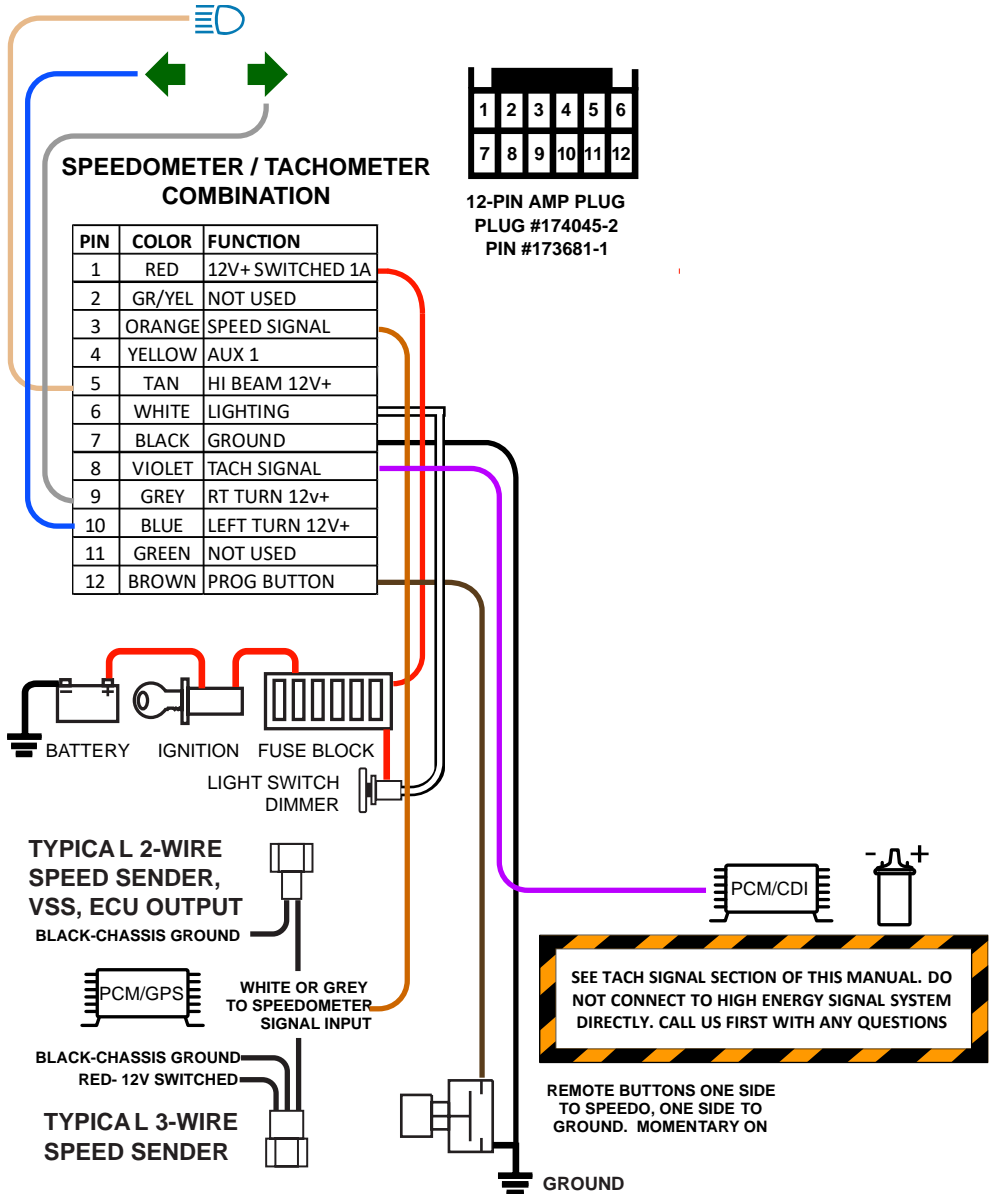 SPEEDOMETER / TACHOMETER
COMBINATION
1 2 3 4 5 6
7 8 9 10 11 12
12-PIN AMP PLUG
PLUG #174045-2
PIN #173681-1
PIN COLOR FUNCTION
1 RED 12V+ SWITCHED 1A
2 GR/YEL NOT USED
3 ORANGE SPEED SIGNAL
4 YELLOW AUX 1
5 TAN HI BEAM 12V+
6 WHITE LIGHTING
7 BLACK GROUND
8 VIOLET TACH SIGNAL
9 GREY RT TURN 12v+
10 BLUE LEFT TURN 12V+
11 GREEN NOT USED
12 BROWN PROG BUTTON
- +
BATTERY
IGNITION
FUSE BLOCK
LIGHT SWITCH
DIMMER
TYPICAL 2-WIRE
SPEED SENDER,
VSS, ECU OUTPUT
BLACK-CHASSIS GROUND
PCM/GPS
WHITE OR GREY
TO SPEEDOMETER
SIGNAL INPUT
BLACK-CHASSIS GROUND
RED- 12V SWITCHED
TYPICAL 3-WIRE
SPEED SENDER
PCM/CDI
- +
SEE TACH SIGNAL SECTION OF THIS MANUAL. DO
NOT CONNECT TO HIGH ENERGY SIGNAL SYSTEM
DIRECTLY. CALL US FIRST WITH ANY QUESTIONS
REMOTE BUTTONS ONE SIDE
TO SPEEDO, ONE SIDE TO
GROUND. MOMENTARY ON
GROUND